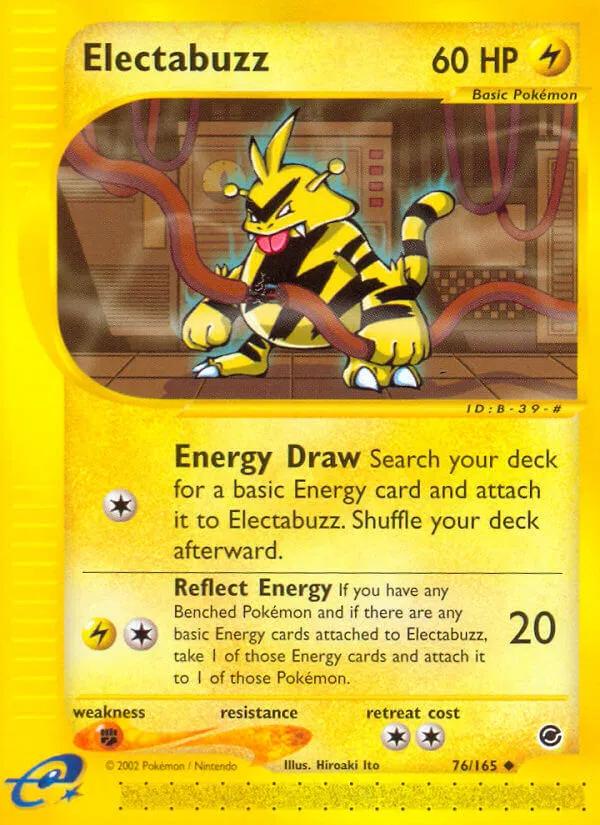 Electabuzz 60 HP
Basic Pokémon
ID:B-39-#
Energy Draw Search your deck
for a basic Energy card and attach
it to Electabuzz. Shuffle your deck
afterward.
Reflect Energy If you have any
Benched Pokémon and if there are any
basic Energy cards attached to Electabuzz,
take 1 of those Energy cards and attach it
to 1 of those Pokémon.
20
weakness resistance retreat cost
© 2002 Pokémon / Nintendo Illus. Hiroaki Ito 76/165
e